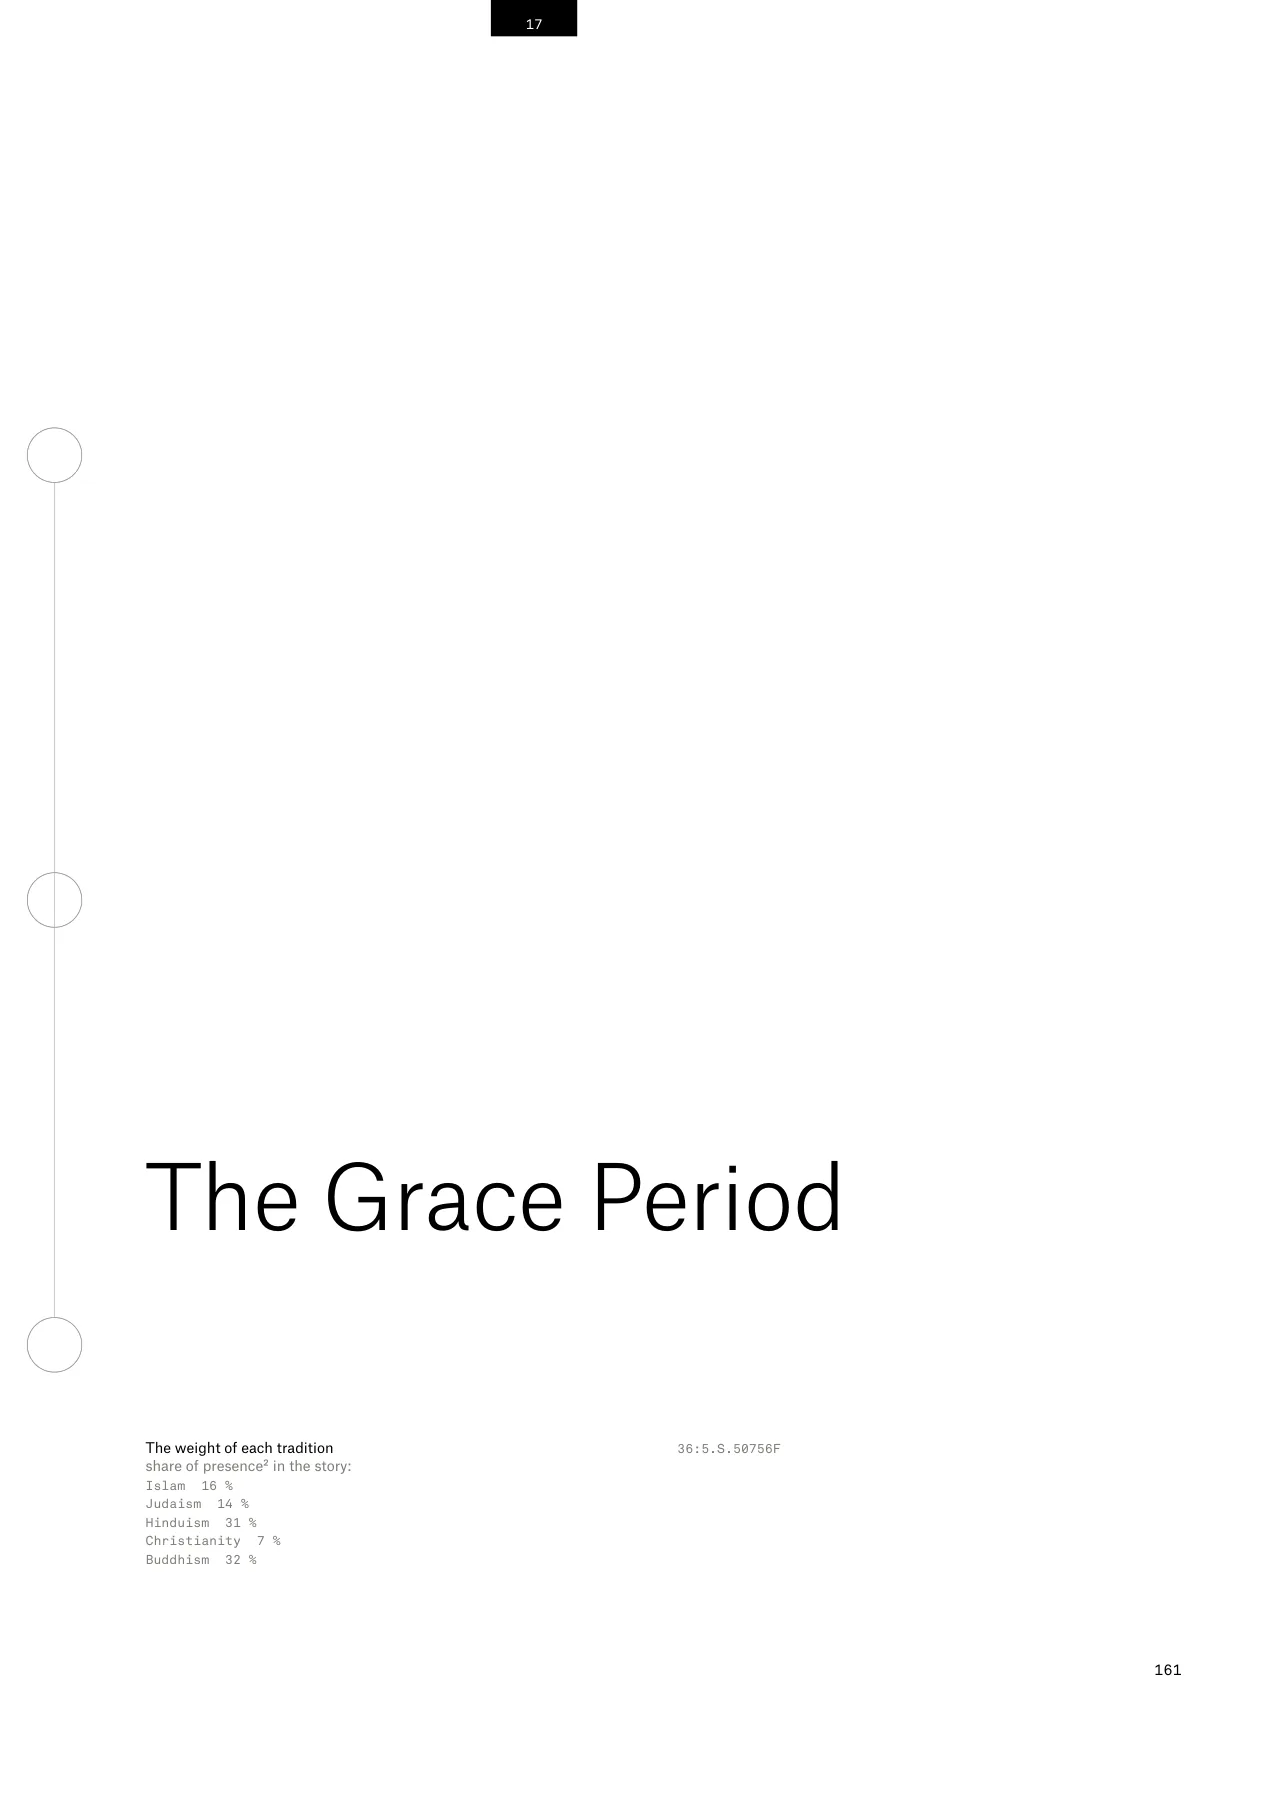 17
The Grace Period
The weight of each tradition
share of presence² in the story:
Islam 16 %
Judaism 14 %
Hinduism 31 %
Christianity 7 %
Buddhism 32 %
36:5.S.50756F
161